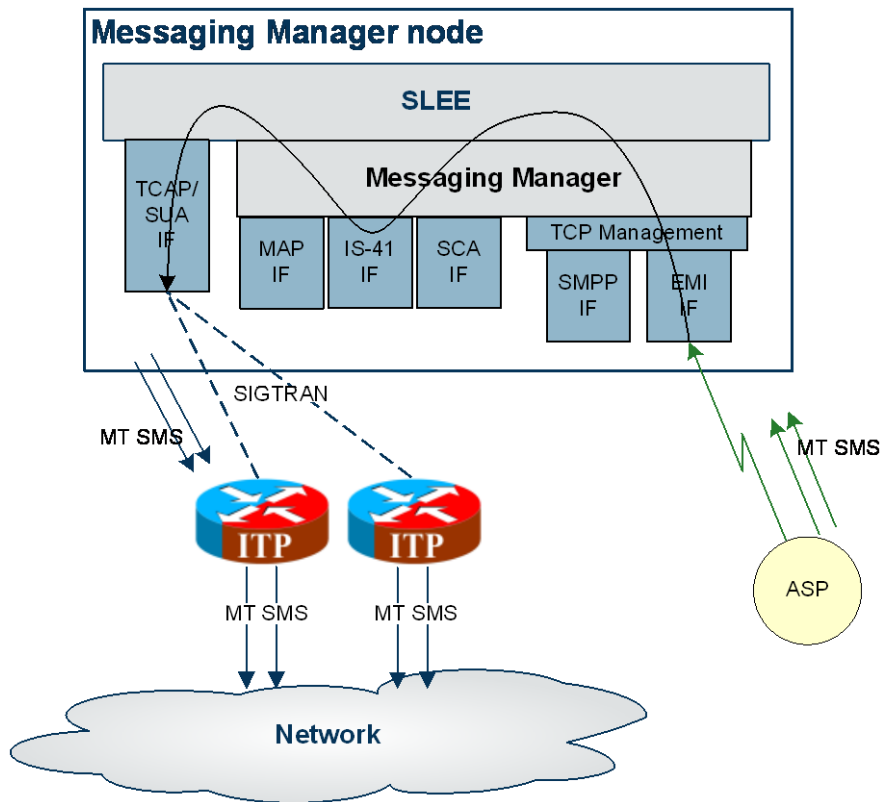 Messaging Manager node
SLEE
TCAP/
SUA
IF
Messaging Manager
MAP
IF
IS-41
IF
SCA
IF
TCP Management
SMPP
IF
EMI
IF
SIGTRAN
MT SMS
MT SMS
ITP
ITP
ASP
MT SMS
MT SMS
Network